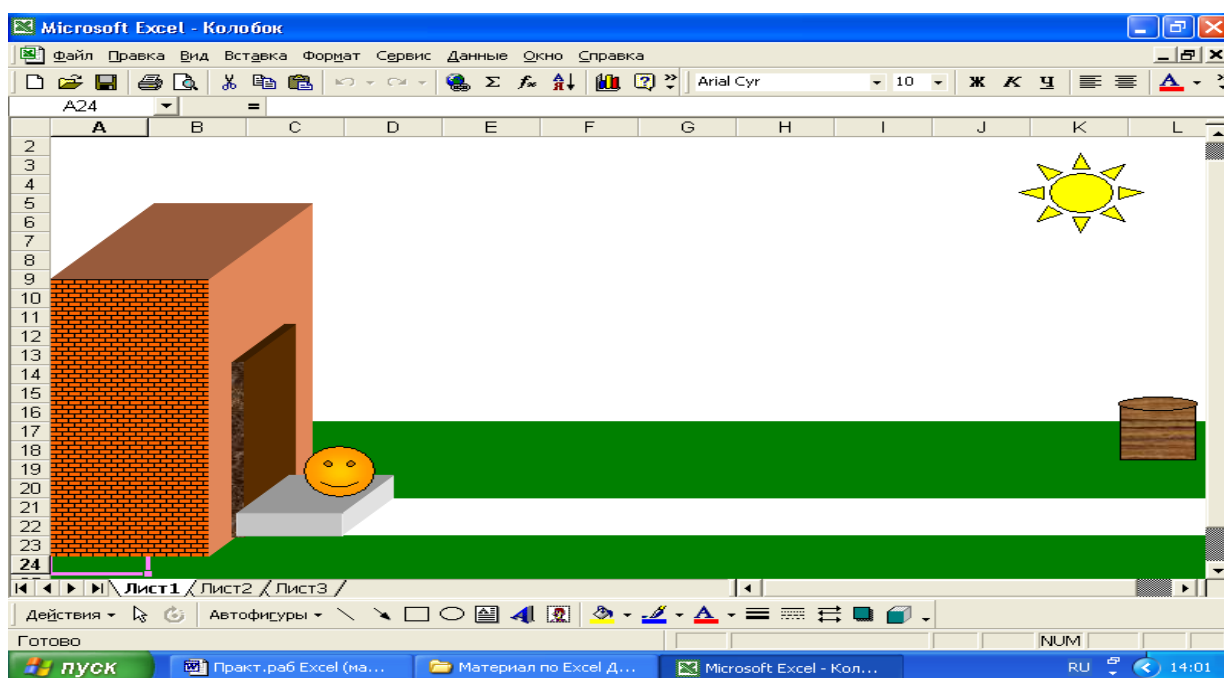 Microsoft Excel - Колобок
Файл Правка Вид Вставка Формат Сервис Данные Окно Справка
Σ fx Arial Cyr 10 Ж К Ч A
A24 =
A B C D E F G H I J K L
2
3
4
5
6
7
8
9
10
11
12
13
14
15
16
17
18
19
20
21
22
23
24
Лист1 Лист2 Лист3
Действия Автофигуры A
Готово NUM
пуск Практ.раб Excel (ма... Материал по Excel Д... Microsoft Excel - Кол... RU 14:01